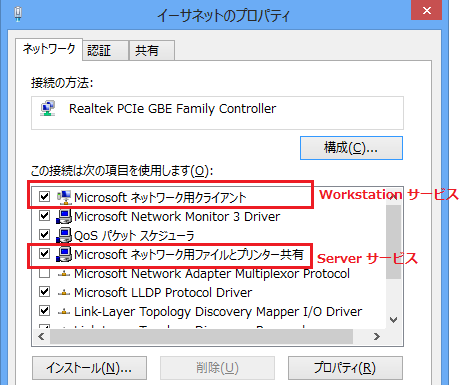 イーサネットのプロパティ
ネットワーク 認証 共有
接続の方法:
Realtek PCIe GBE Family Controller
構成(C)...
この接続は次の項目を使用します(O):
Microsoft ネットワーク用クライアント
Workstation サービス
Microsoft Network Monitor 3 Driver
QoS パケット スケジューラ
Microsoft ネットワーク用ファイルとプリンター共有
Server サービス
Microsoft Network Adapter Multiplexor Protocol
Microsoft LLDP Protocol Driver
Link-Layer Topology Discovery Mapper I/O Driver
インストール(N)... 削除(U) プロパティ(R)